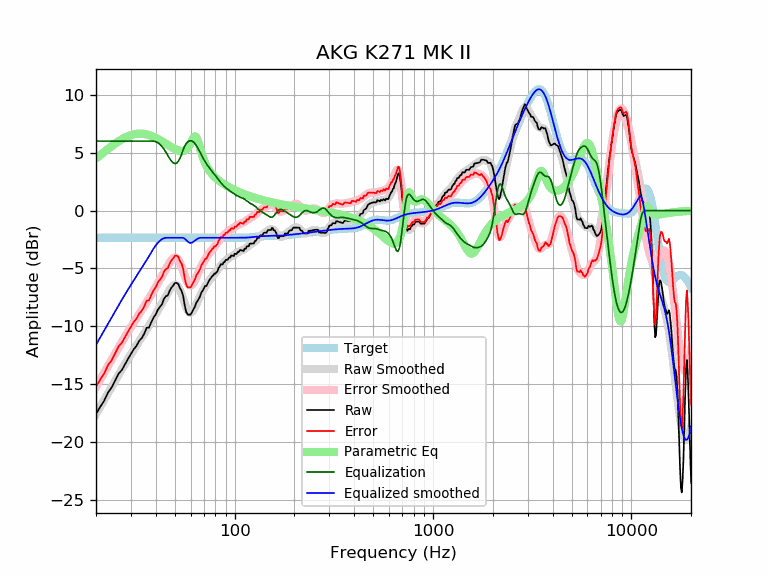 AKG K271 MK II
Amplitude (dBr)
10
5
0
−5
−10
−15
−20
−25
Target
Raw Smoothed
Error Smoothed
Raw
Error
Parametric Eq
Equalization
Equalized smoothed
100
1000
10000
Frequency (Hz)